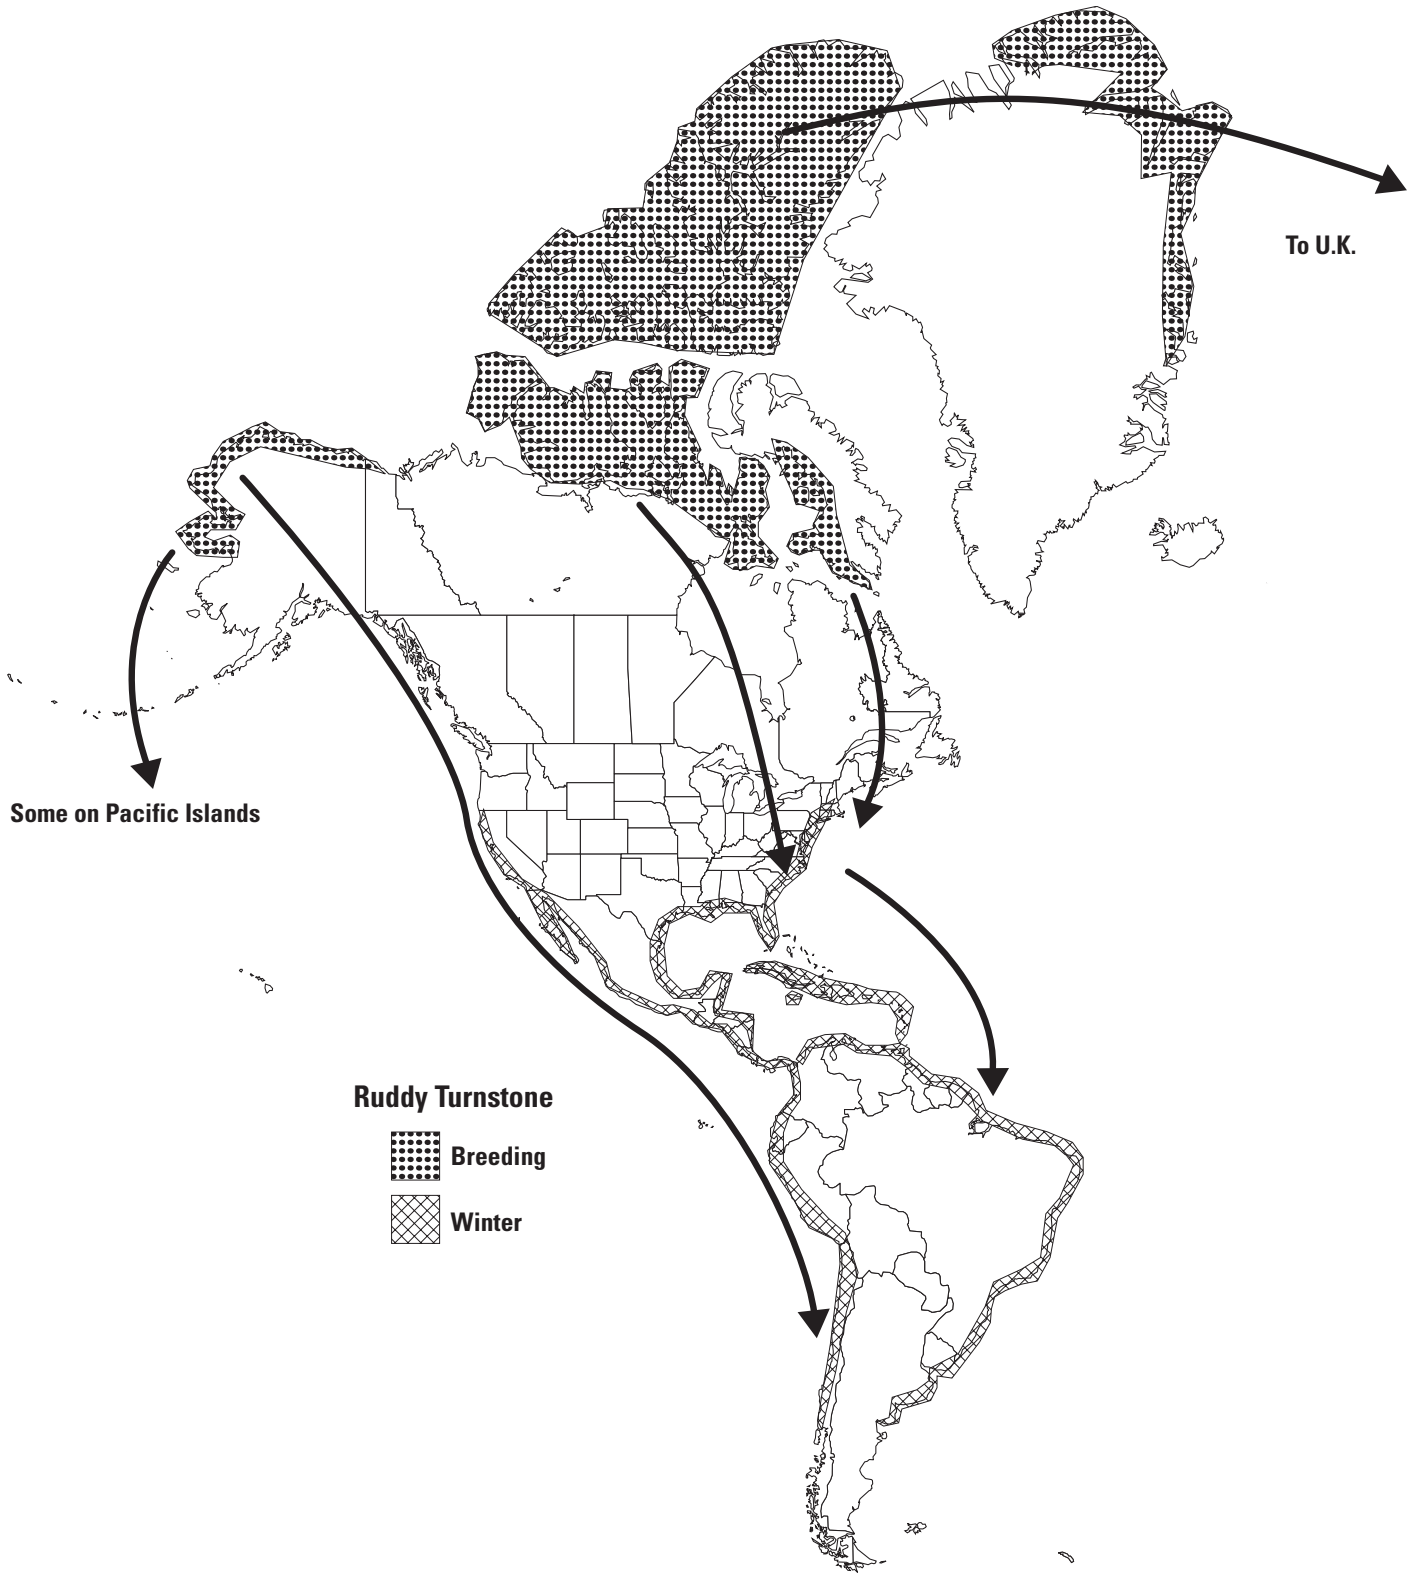 To U.K.
Some on Pacific Islands
Ruddy Turnstone
Breeding
Winter